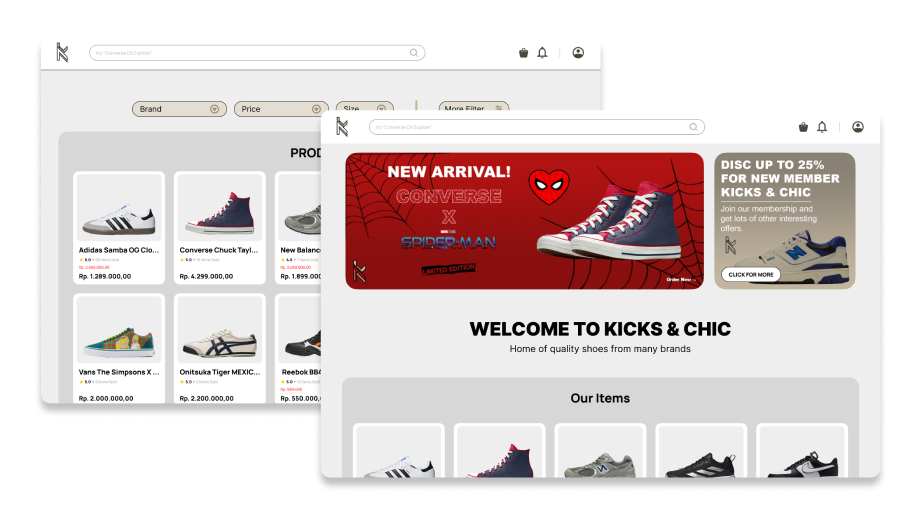 Try "Converse CX Explore"
Brand
Price
Size
More Filter
PROD
Adidas Samba OG Clo...
5.0
Rp. 1.289.000,00
Converse Chuck Tayl...
5.0
Rp. 4.299.000,00
New Balanc
4.5
Rp. 1.899.000
Vans The Simpsons X ...
5.0
Rp. 2.000.000,00
Onitsuka Tiger MEXIC...
5.0
Rp. 2.200.000,00
Reebok BB4
5.0
Rp. 550.000,
Try "Converse CX Explore"
NEW ARRIVAL!
CONVERSE
X
SPIDER-MAN
LIMITED EDITION
Order Now
DISC UP TO 25%
FOR NEW MEMBER
KICKS & CHIC
Join our membership and
get lots of other interesting
offers.
CLICK FOR MORE
WELCOME TO KICKS & CHIC
Home of quality shoes from many brands
Our Items